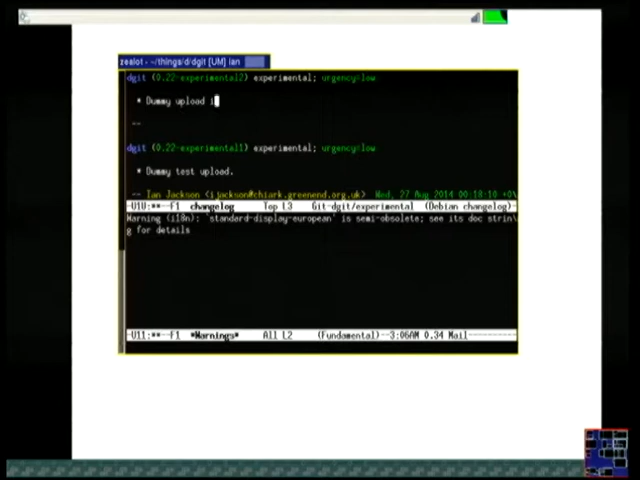 zealot - ~/things/d/dgit [UM] ian
dgit (0.22~experimental2) experimental; urgency=low
* Dummy upload i
--
dgit (0.22~experimental1) experimental; urgency=low
* Dummy test upload.
-- Ian Jackson <ijackson@chiark.greenend.org.uk> Wed, 27 Aug 2014 00:18:10 +0\
-U1U:**--F1 changelog Top L3 Git-dgit/experimental (Debian changelog)-
Warning (i18n): `standard-display-european' is semi-obsolete; see its doc strin\
g for details
-U11:**--F1 *Warnings* All L2 (Fundamental)--3:06AM 0.34 Mail